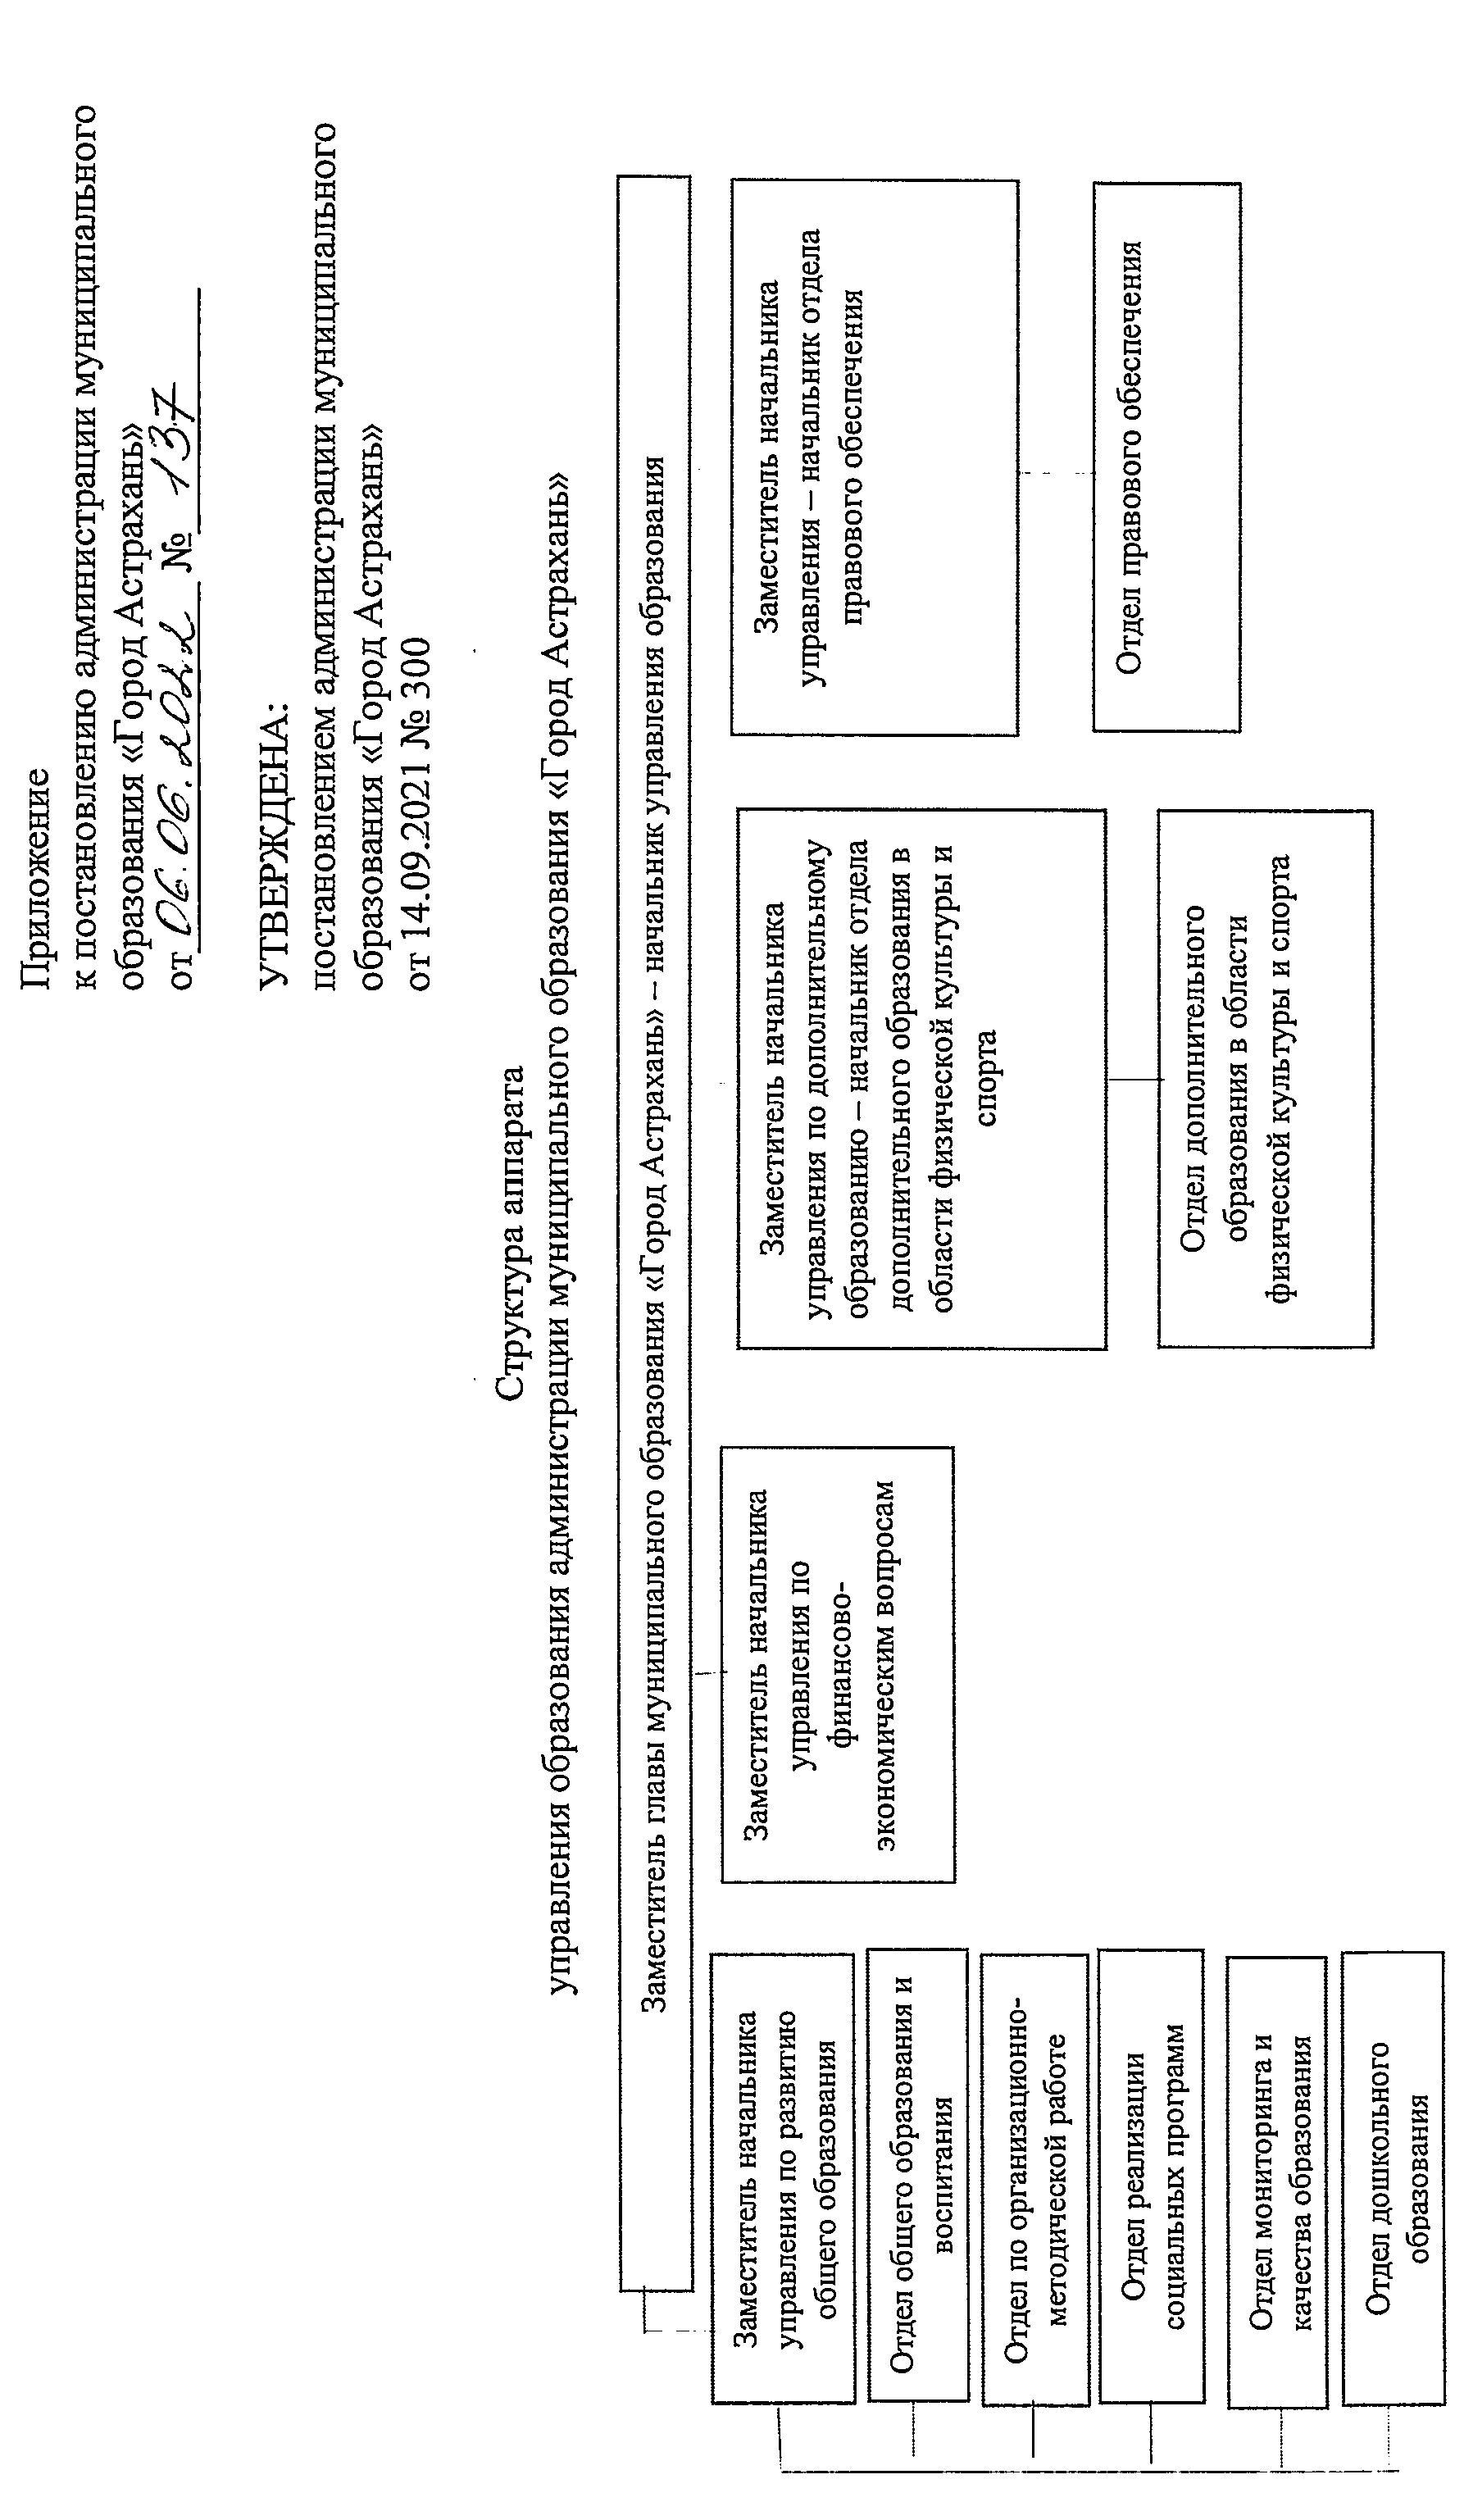 Приложение
к постановлению администрации муниципального
образования «Город Астрахань»
от 06.06.2022 № 137
УТВЕРЖДЕНА:
постановлением администрации муниципального
образования «Город Астрахань»
от 14.09.2021 № 300
Структура аппарата
управления образования администрации муниципального образования «Город Астрахань»
Заместитель главы муниципального образования «Город Астрахань» – начальник управления образования
Заместитель начальника
управления по развитию
общего образования
Отдел общего образования и
воспитания
Отдел по организационно-
методической работе
Отдел реализации
социальных программ
Отдел мониторинга и
качества образования
Отдел дошкольного
образования
Заместитель начальника
управления по
финансово-
экономическим вопросам
Заместитель начальника
управления по дополнительному
образованию – начальник отдела
дополнительного образования в
области физической культуры и
спорта
Отдел дополнительного
образования в области
физической культуры и спорта
Заместитель начальника
управления – начальник отдела
правового обеспечения
Отдел правового обеспечения